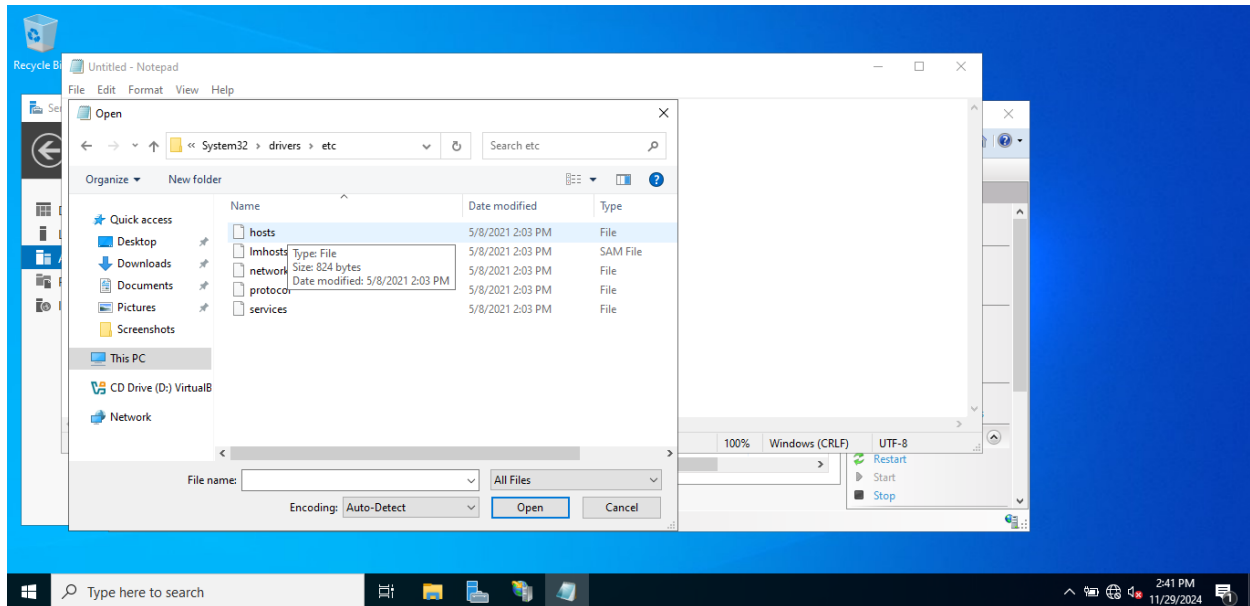 Recycle Bi
Untitled - Notepad
File Edit Format View Help
Ser
Open
« System32 › drivers › etc
Search etc
Organize
New folder
Name Date modified Type
Quick access
Desktop
Downloads
Documents
Pictures
Screenshots
This PC
CD Drive (D:) VirtualB
Network
hosts 5/8/2021 2:03 PM File
lmhosts 5/8/2021 2:03 PM SAM File
network 5/8/2021 2:03 PM File
protocol 5/8/2021 2:03 PM File
services 5/8/2021 2:03 PM File
Type: File
Size: 824 bytes
Date modified: 5/8/2021 2:03 PM
File name:
All Files
Encoding: Auto-Detect
Open
Cancel
100% Windows (CRLF) UTF-8
Restart
Start
Stop
Type here to search
2:41 PM
11/29/2024
1